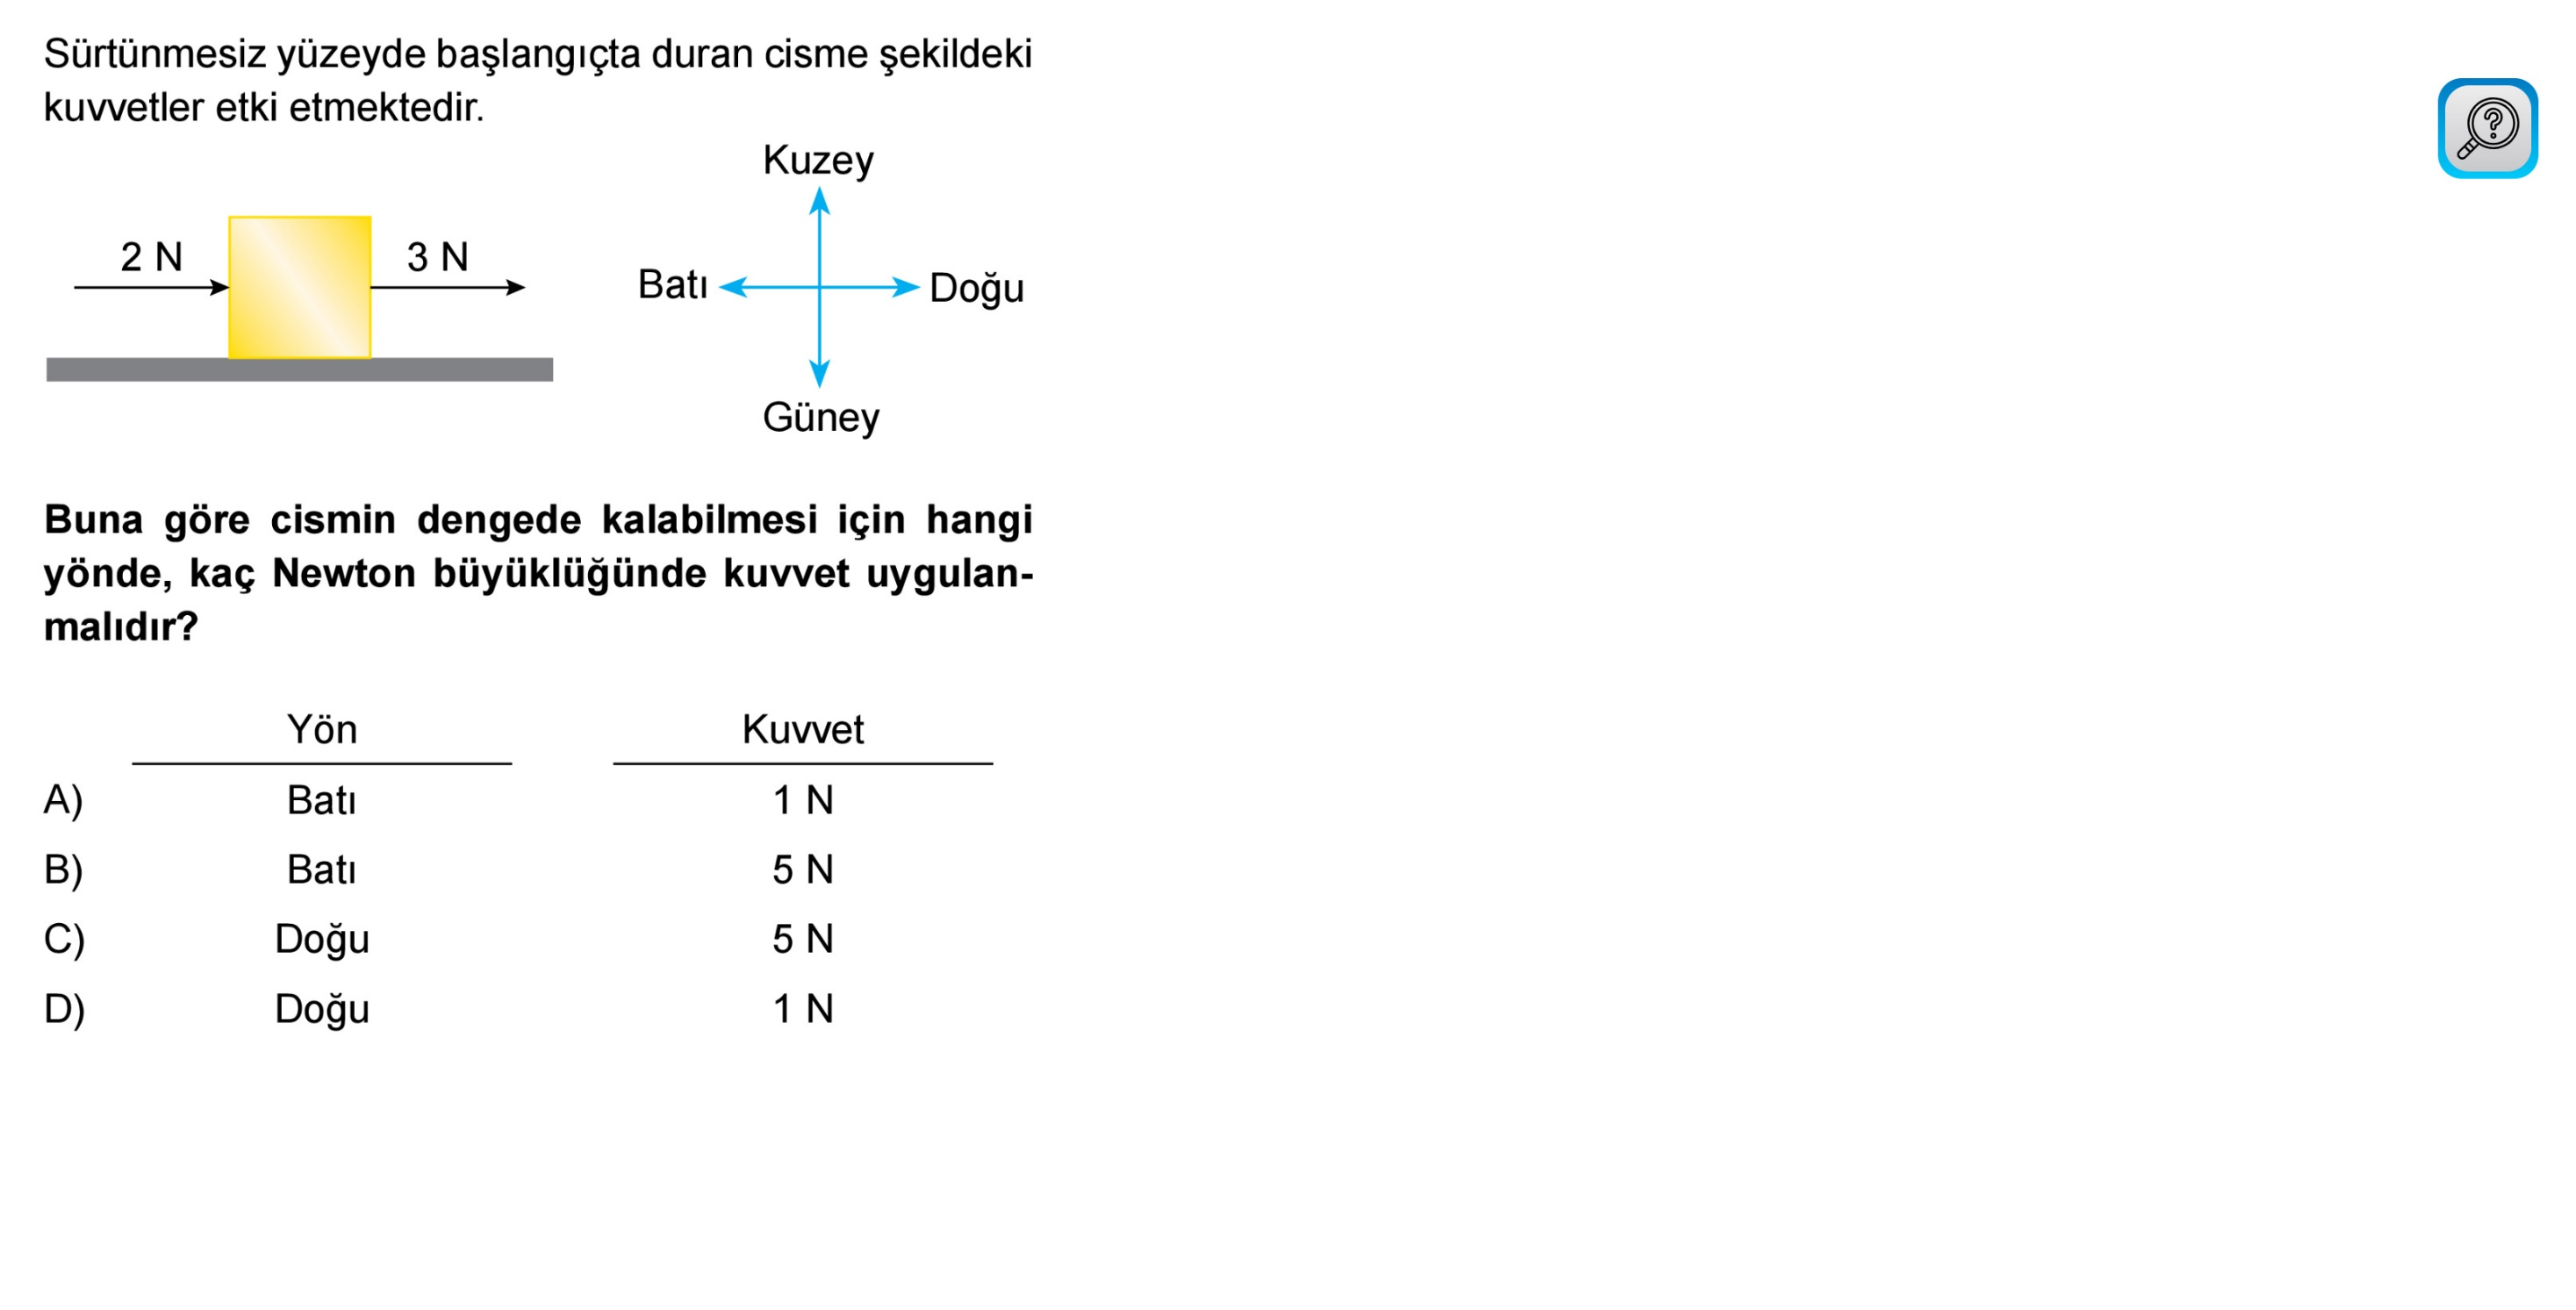 Sürtünmesiz yüzeyde başlangıçta duran cisme şekildeki
kuvvetler etki etmektedir.
2 N
3 N
Kuzey
Batı
Doğu
Güney
Buna göre cismin dengede kalabilmesi için hangi
yönde, kaç Newton büyüklüğünde kuvvet uygulan-
malıdır?
Yön Kuvvet
A) Batı 1 N
B) Batı 5 N
C) Doğu 5 N
D) Doğu 1 N
?